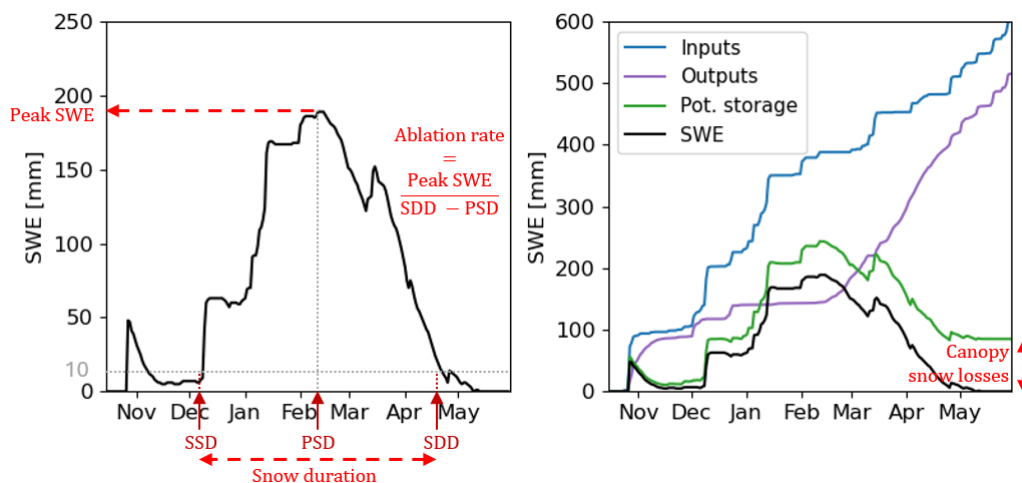 250
200
150
100
50
10
0
SWE [mm]
Peak SWE
Ablation rate
=
Peak SWE
SDD − PSD
Nov Dec Jan Feb Mar Apr May
SSD PSD SDD
Snow duration
600
500
400
300
200
100
0
SWE [mm]
Inputs
Outputs
Pot. storage
SWE
Canopy
snow losses
Nov Dec Jan Feb Mar Apr May